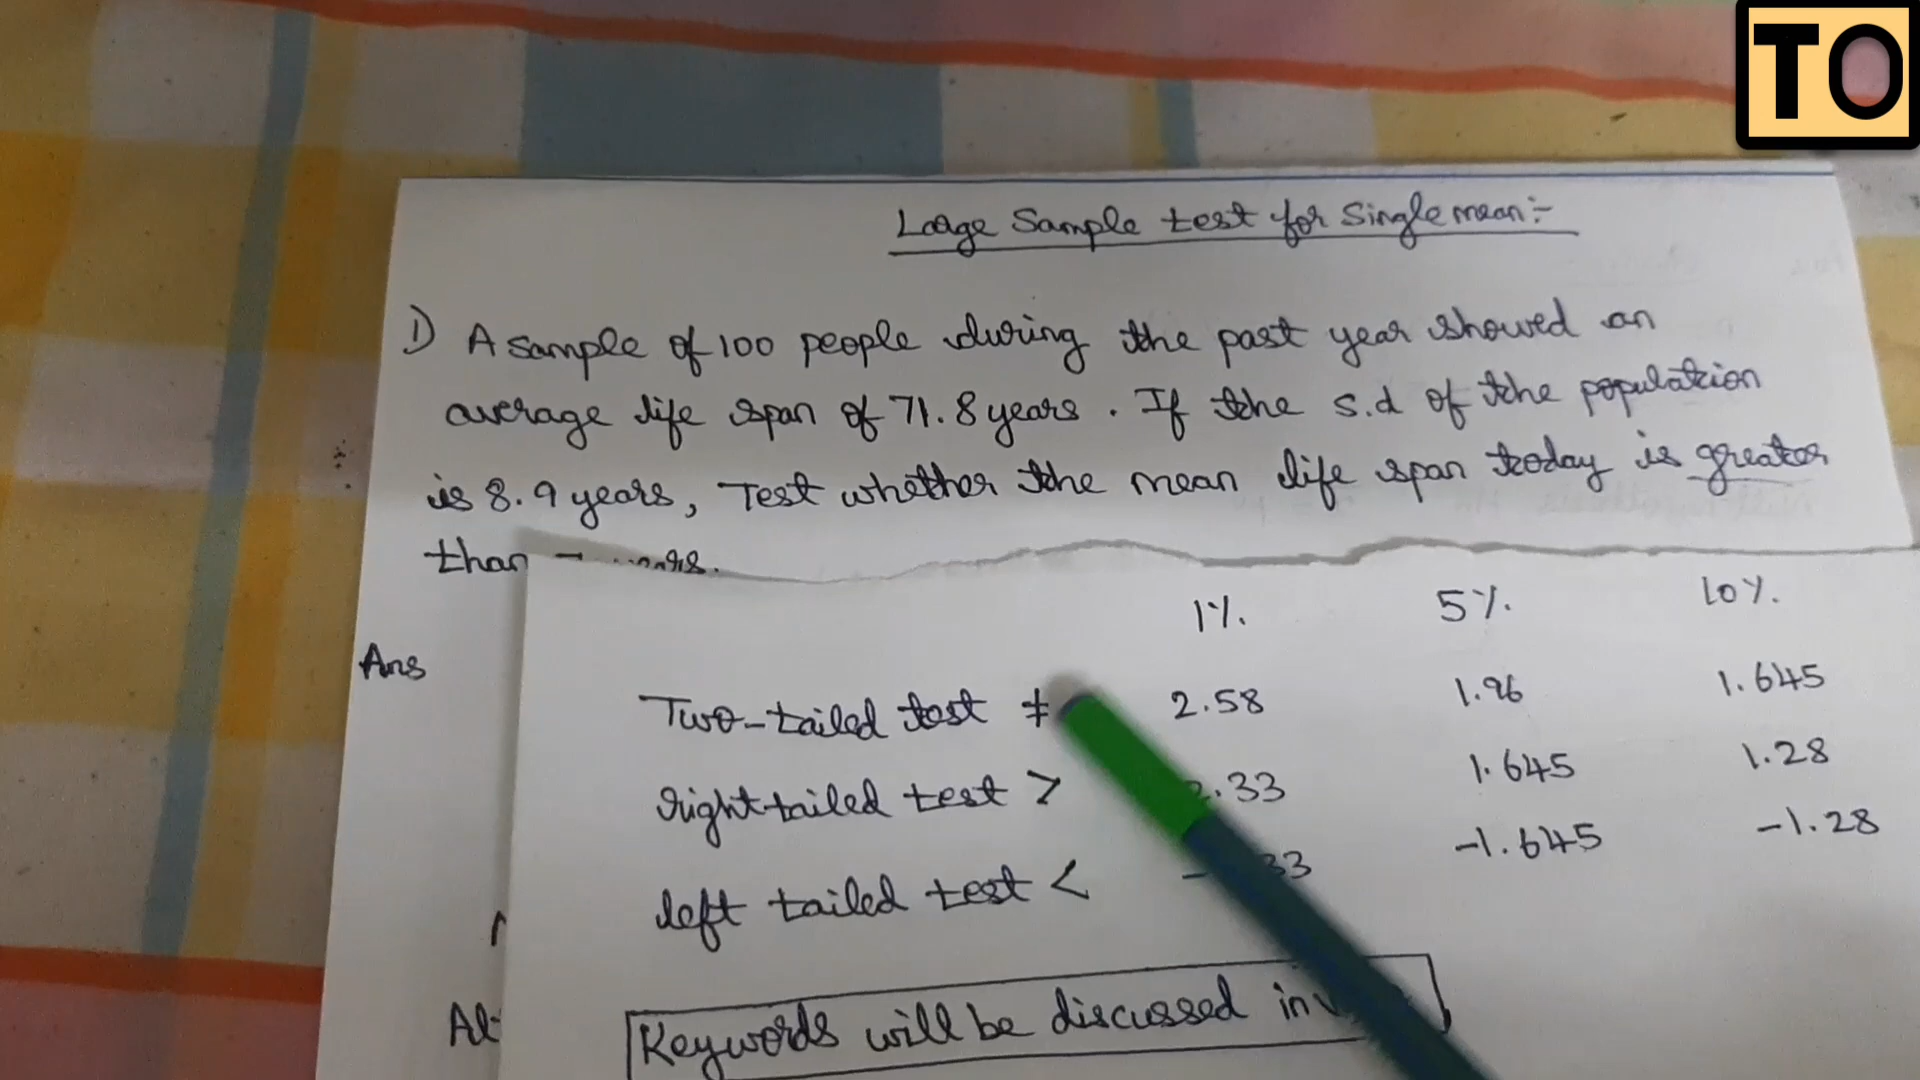 TO
Large Sample test for Single mean:-
1) A sample of 100 people during the past year showed an
average life span of 71.8 years. If the s.d of the population
is 8.9 years, Test whether the mean life span today is greater
than
1%. 5%. 10%.
Ans
Two-tailed test ≠ 2.58 1.96 1.645
right tailed test > .33 1.645 1.28
left tailed test < - 33 -1.645 -1.28
Keywords will be discussed in